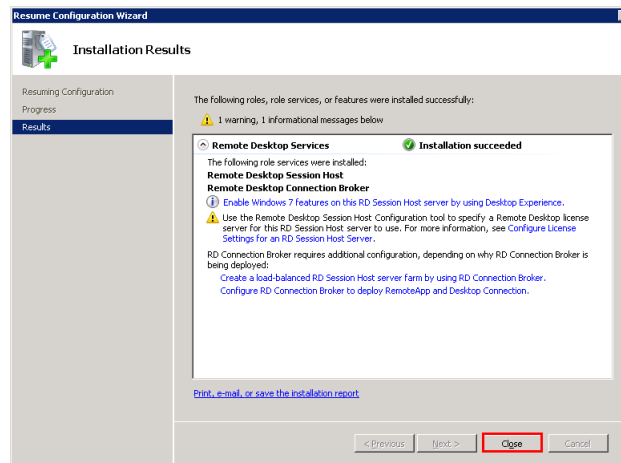 Resume Configuration Wizard
Installation Results
Resuming Configuration
Progress
Results
The following roles, role services, or features were installed successfully:
1 warning, 1 informational messages below
Remote Desktop Services
Installation succeeded
The following role services were installed:
Remote Desktop Session Host
Remote Desktop Connection Broker
Enable Windows 7 features on this RD Session Host server by using Desktop Experience.
Use the Remote Desktop Session Host Configuration tool to specify a Remote Desktop license
server for this RD Session Host server to use. For more information, see Configure License
Settings for an RD Session Host Server.
RD Connection Broker requires additional configuration, depending on why RD Connection Broker is
being deployed:
Create a load-balanced RD Session Host server farm by using RD Connection Broker.
Configure RD Connection Broker to deploy RemoteApp and Desktop Connection.
Print, e-mail, or save the installation report
< Previous
Next >
Close
Cancel